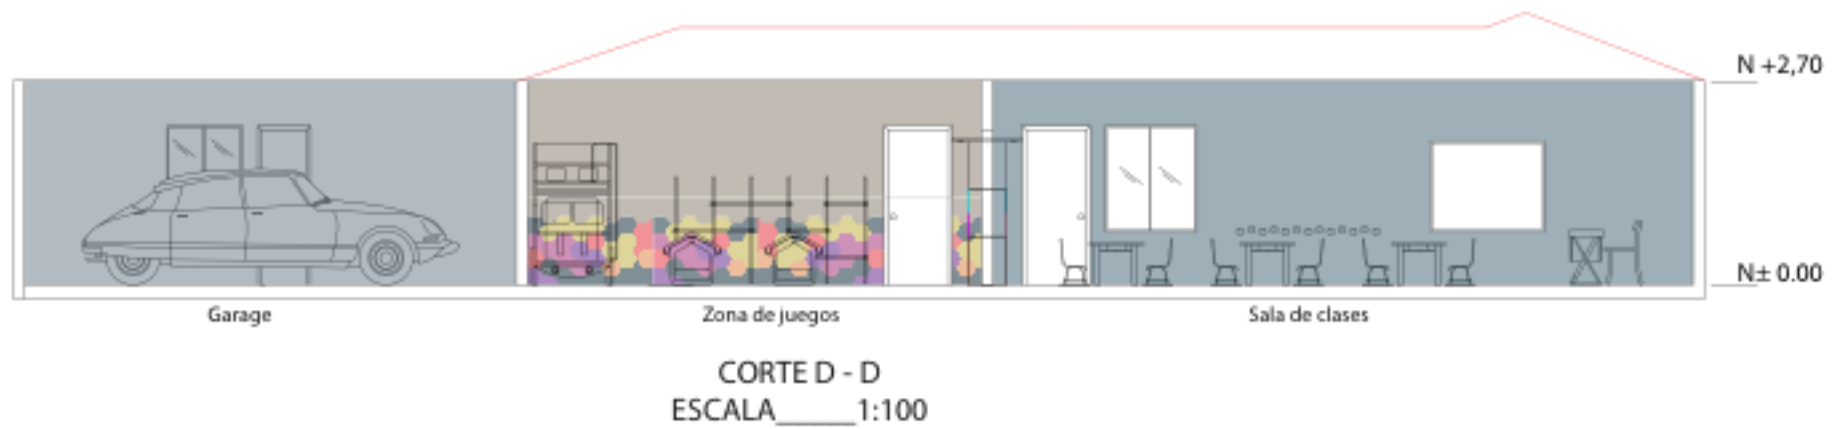 N +2,70
N± 0.00
Garage
Zona de juegos
Sala de clases
CORTE D - D
ESCALA_____1:100